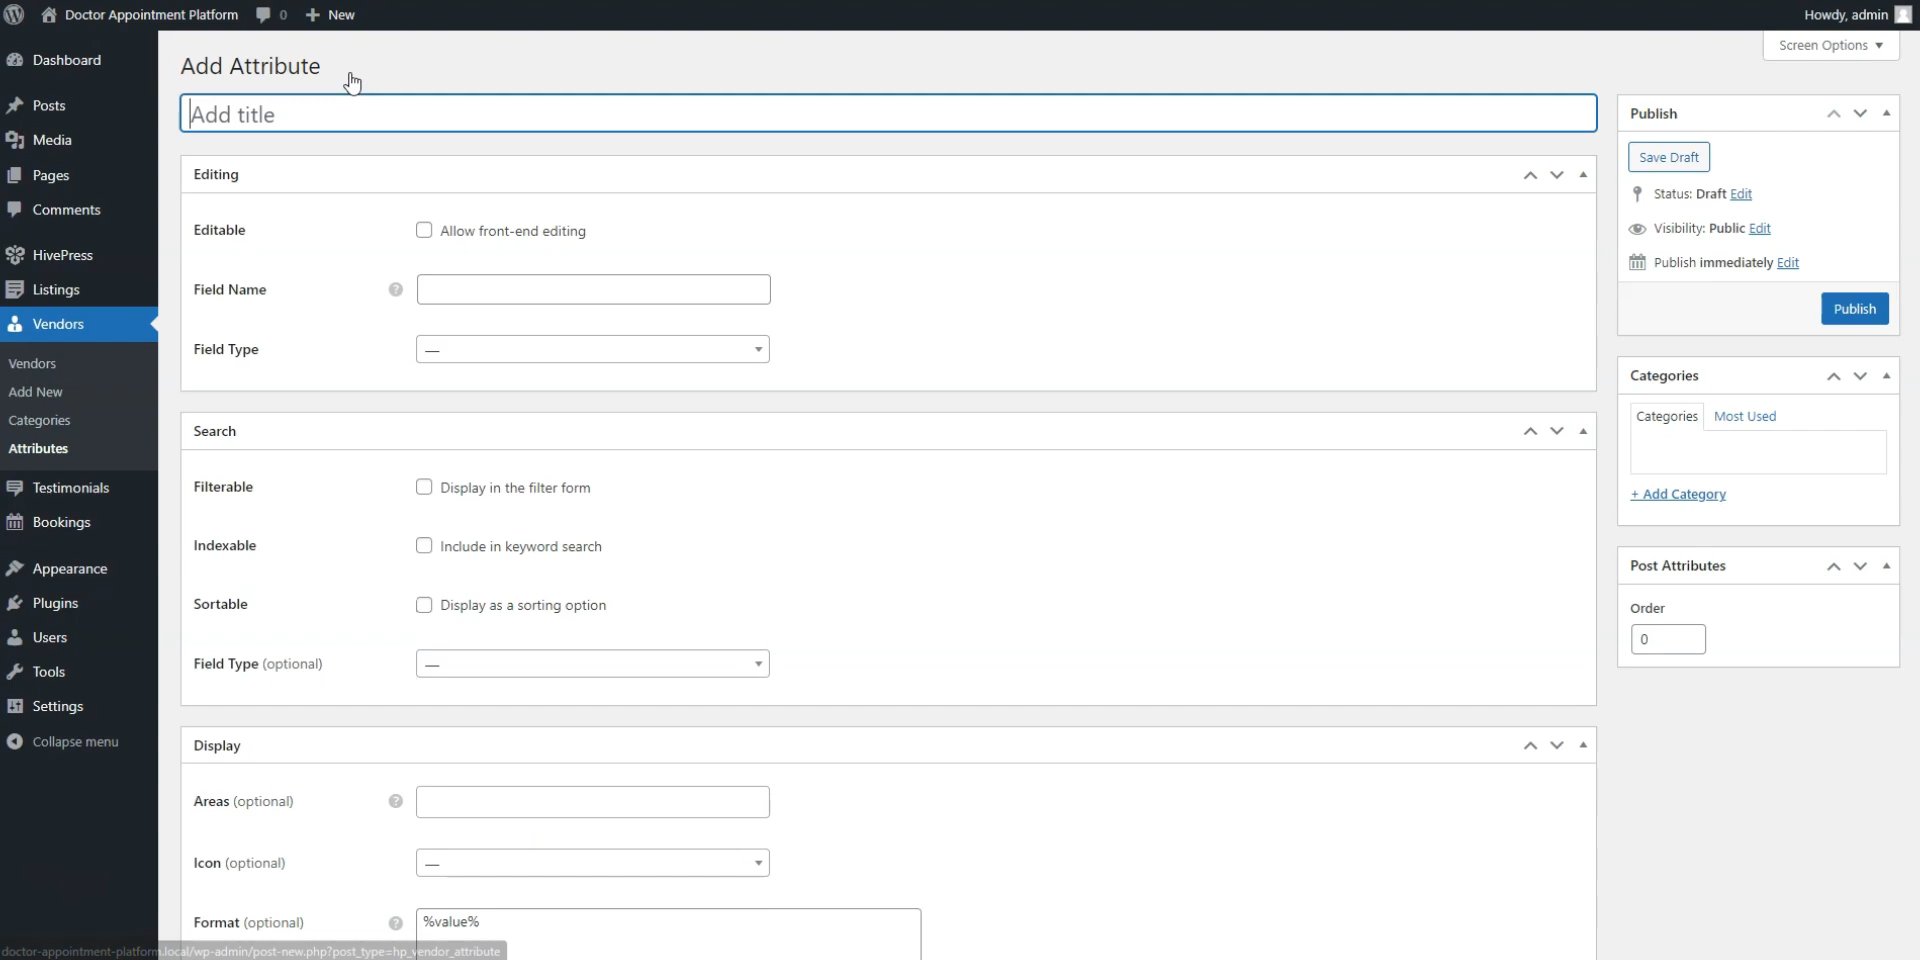 Doctor Appointment Platform 0 New Howdy, admin
Screen Options
Dashboard
Posts
Media
Pages
Comments
HivePress
Listings
Vendors
Vendors
Add New
Categories
Attributes
Testimonials
Bookings
Appearance
Plugins
Users
Tools
Settings
Collapse menu
Add Attribute
Add title
Editing
Editable Allow front-end editing
Field Name ?
Field Type —
Search
Filterable Display in the filter form
Indexable Include in keyword search
Sortable Display as a sorting option
Field Type (optional) —
Display
Areas (optional) ?
Icon (optional) —
Format (optional) ? %value%
Publish
Save Draft
Status: Draft Edit
Visibility: Public Edit
Publish immediately Edit
Publish
Categories
Categories Most Used
+ Add Category
Post Attributes
Order
0
doctor-appointment-platform.local/wp-admin/post-new.php?post_type=hp_vendor_attribute